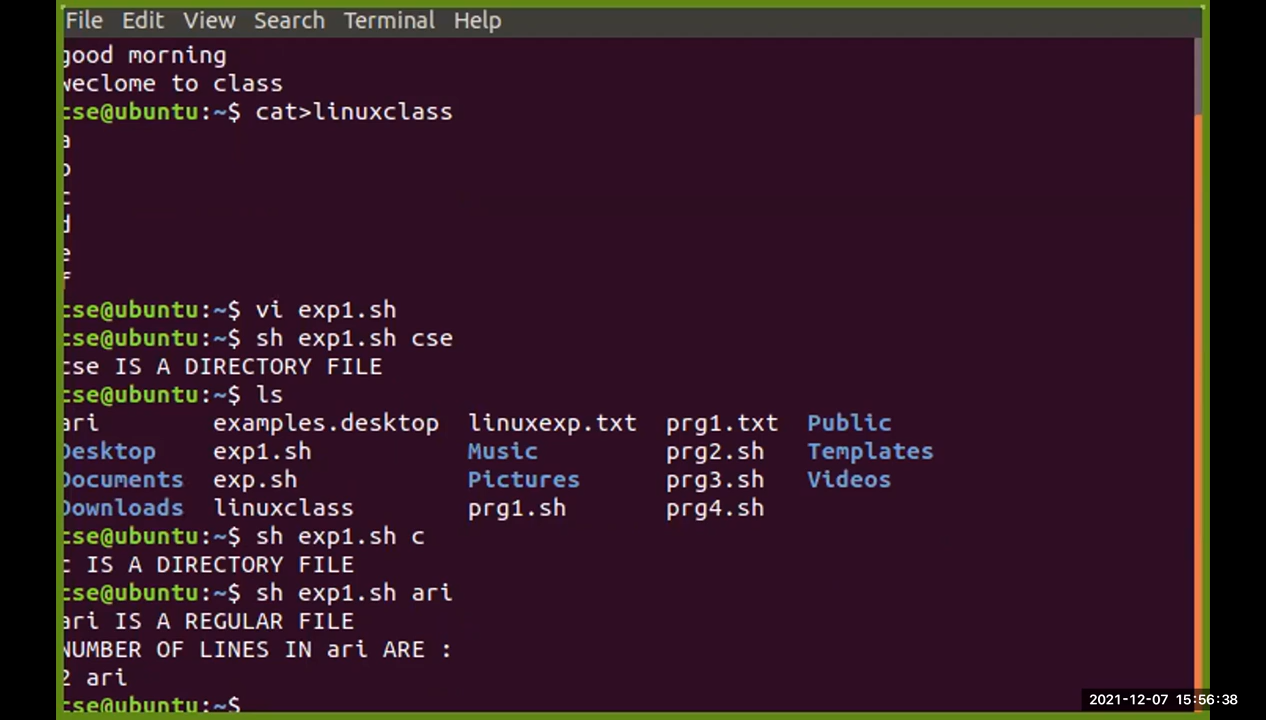 File Edit View Search Terminal Help
good morning
weclome to class
cse@ubuntu:~$ cat>linuxclass
a
b
c
d
e
f
cse@ubuntu:~$ vi exp1.sh
cse@ubuntu:~$ sh exp1.sh cse
cse IS A DIRECTORY FILE
cse@ubuntu:~$ ls
ari examples.desktop linuxexp.txt prg1.txt Public
Desktop exp1.sh Music prg2.sh Templates
Documents exp.sh Pictures prg3.sh Videos
Downloads linuxclass prg1.sh prg4.sh
cse@ubuntu:~$ sh exp1.sh c
c IS A DIRECTORY FILE
cse@ubuntu:~$ sh exp1.sh ari
ari IS A REGULAR FILE
NUMBER OF LINES IN ari ARE :
2 ari
cse@ubuntu:~$
2021-12-07 15:56:38